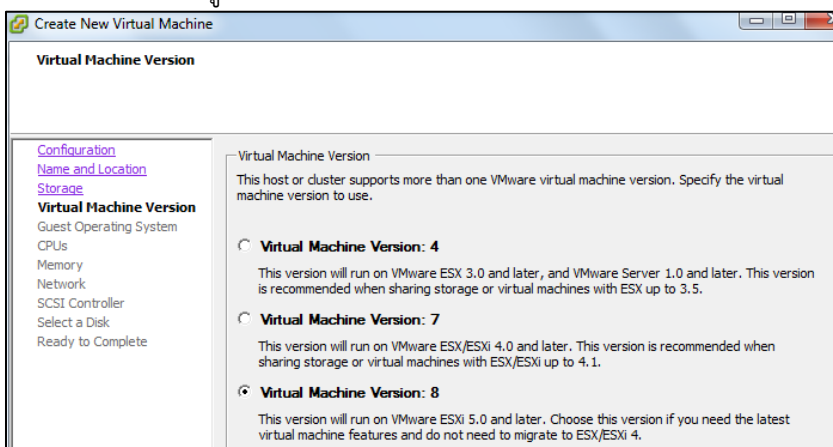 Create New Virtual Machine
Virtual Machine Version
Configuration
Name and Location
Storage
Virtual Machine Version
Guest Operating System
CPUs
Memory
Network
SCSI Controller
Select a Disk
Ready to Complete
Virtual Machine Version
This host or cluster supports more than one VMware virtual machine version. Specify the virtual
machine version to use.
Virtual Machine Version: 4
This version will run on VMware ESX 3.0 and later, and VMware Server 1.0 and later. This version
is recommended when sharing storage or virtual machines with ESX up to 3.5.
Virtual Machine Version: 7
This version will run on VMware ESX/ESXi 4.0 and later. This version is recommended when
sharing storage or virtual machines with ESX/ESXi up to 4.1.
Virtual Machine Version: 8
This version will run on VMware ESXi 5.0 and later. Choose this version if you need the latest
virtual machine features and do not need to migrate to ESX/ESXi 4.